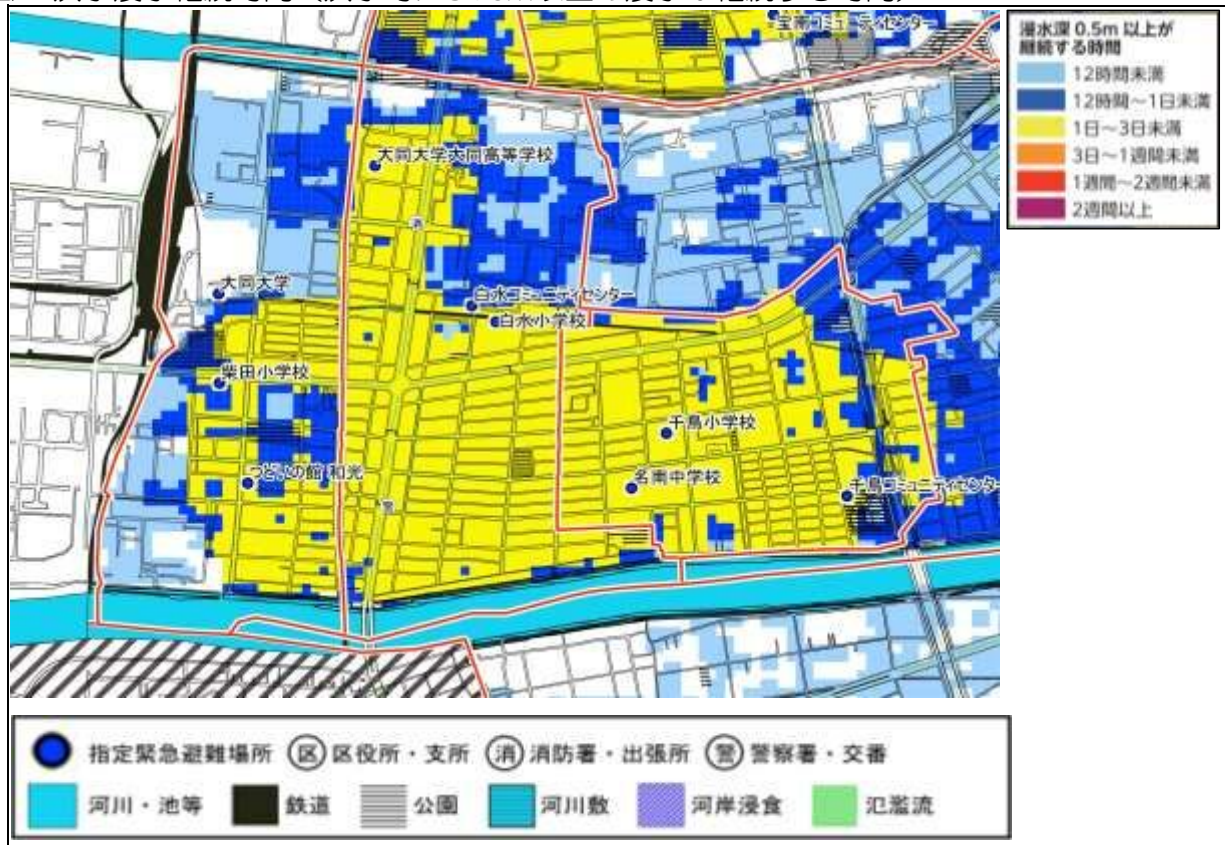 宝南コミュニティセンター
大同大学大同高等学校
消
大同大学
白水コミュニティセンター
白水小学校
柴田小学校
千鳥小学校
つどいの館 和光
名南中学校
千鳥コミュニティセンター
警
浸水深 0.5m 以上が
継続する時間
12時間未満
12時間～1日未満
1日～3日未満
3日～1週間未満
1週間～2週間未満
2週間以上
指定緊急避難場所 区 区役所・支所 消 消防署・出張所 警 警察署・交番
河川・池等 鉄道 公園 河川敷 河岸浸食 氾濫流